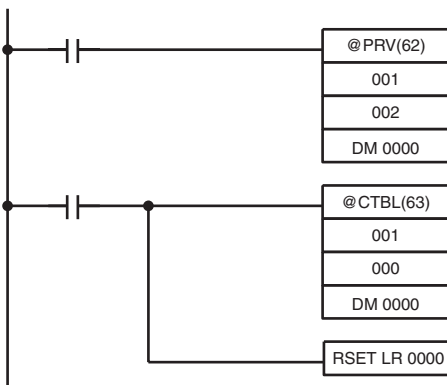 @PRV(62)
001
002
DM 0000
@CTBL(63)
001
000
DM 0000
RSET LR 0000